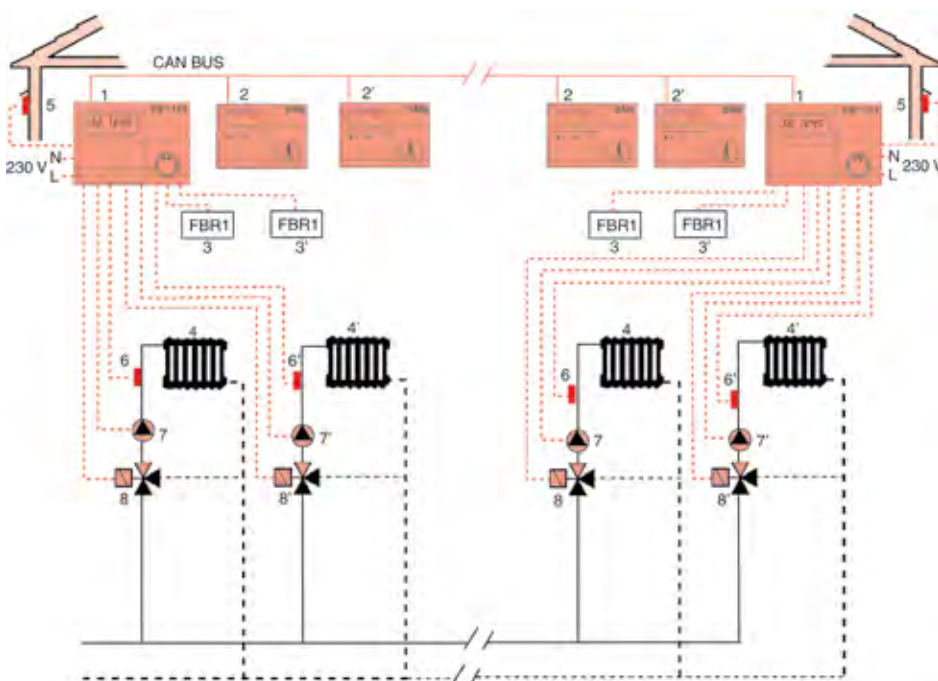 CAN BUS
5 1 2 2' 2 2' 1 5
230 V N
L
N 230 V
L
FBR1 FBR1 FBR1 FBR1
3 3' 3 3'
4 4' 4 4'
6 6' 6 6'
7 7' 7 7'
8 8' 8 8'